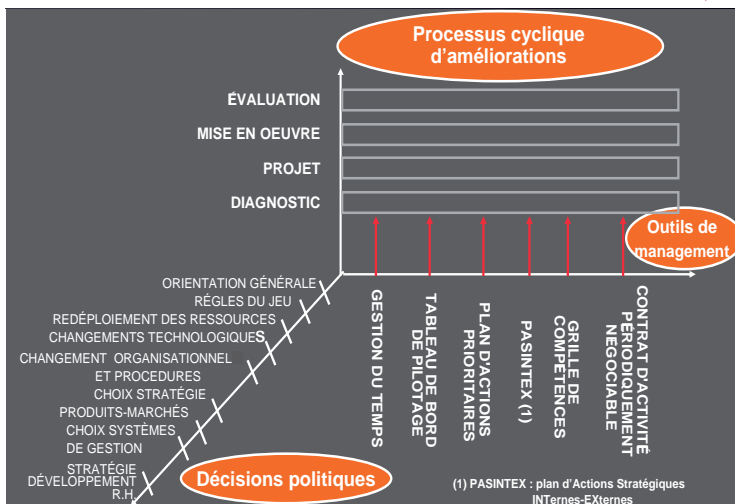 Processus cyclique
d'améliorations
ÉVALUATION
MISE EN OEUVRE
PROJET
DIAGNOSTIC
Outils de
management
ORIENTATION GÉNÉRALE
RÉGLES DU JEU
REDÉPLOIEMENT DES RESSOURCES
CHANGEMENTS TECHNOLOGIQUES
CHANGEMENT ORGANISATIONNEL
ET PROCEDURES
CHOIX STRATÉGIE
PRODUITS-MARCHÉS
CHOIX SYSTÈMES
DE GESTION
STRATÉGIE
DÉVELOPPEMENT
R.H.
GESTION DU TEMPS
TABLEAU DE BORD
DE PILOTAGE
PLAN D'ACTIONS
PRIORITAIRES
PASINTEX (1)
GRILLE DE
COMPÉTENCES
CONTRAT D'ACTIVITÉ
PÉRIODIQUEMENT
NÉGOCIABLE
Décisions politiques
(1) PASINTEX : plan d'Actions Stratégiques
INTernes-EXternes